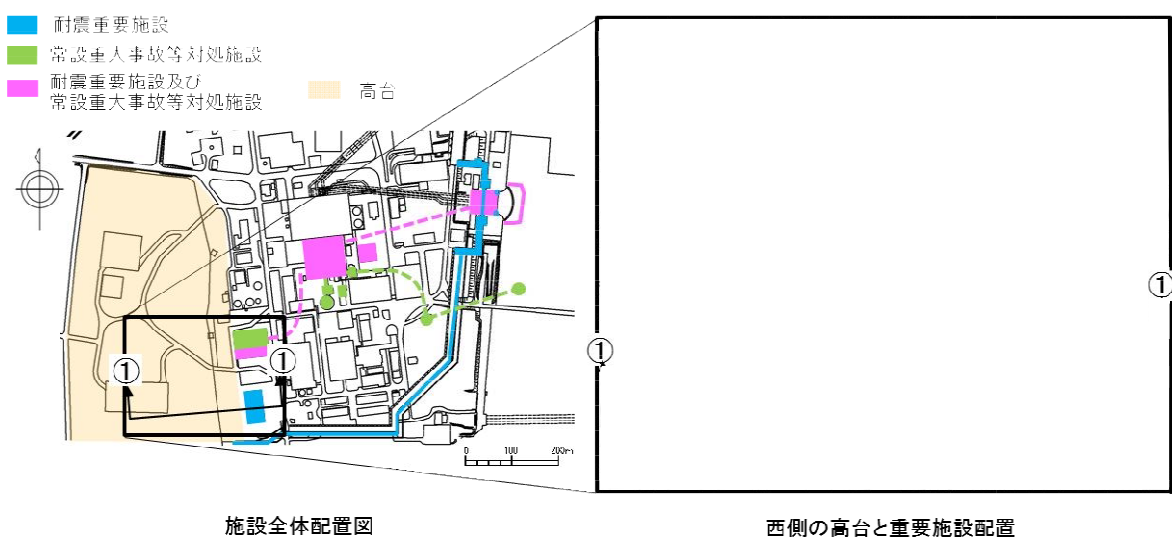 耐震重要施設
常設重大事故等対処施設
耐震重要施設及び
常設重大事故等対処施設
高台
①
①
①
①
0 100 200m
施設全体配置図
西側の高台と重要施設配置